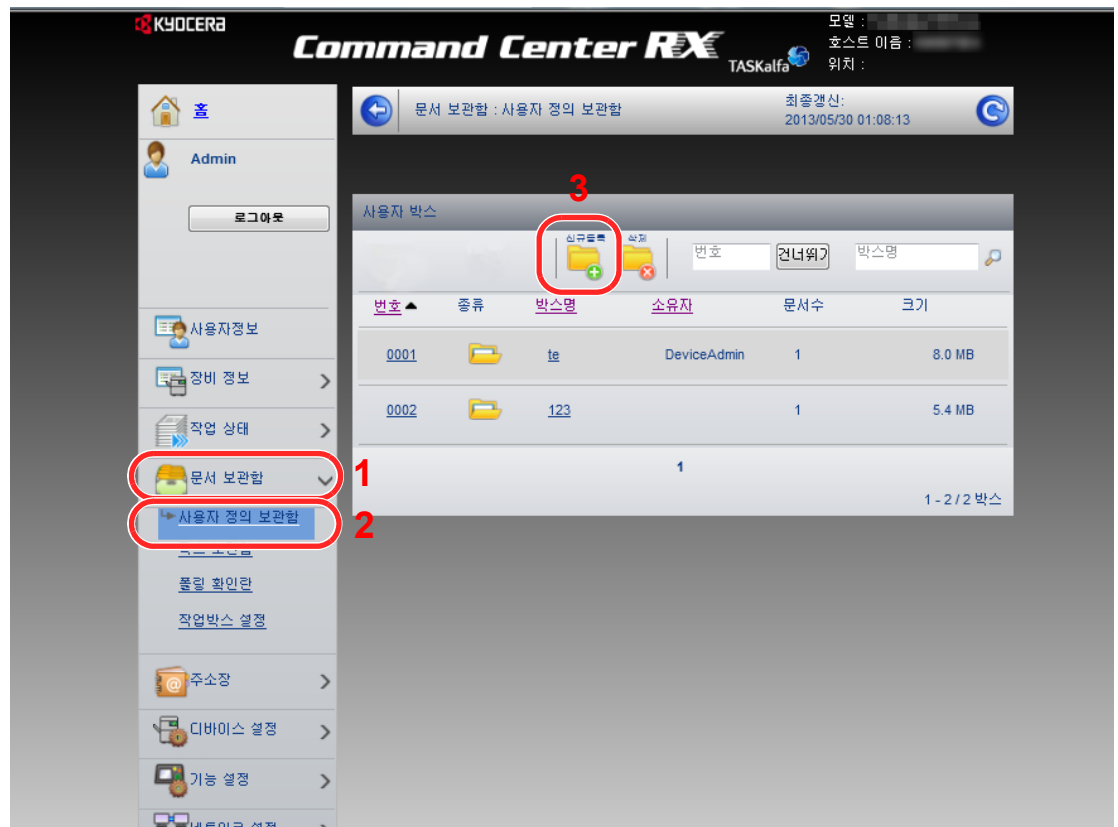 KYOCERA
Command Center RX
TASKalfa
모델 :
호스트 이름 :
위치 :
홈
Admin
로그아웃
문서 보관함 : 사용자 정의 보관함
최종갱신:
2013/05/30 01:08:13
3
사용자 박스
신규등록
삭제
번호
건너뛰기
박스명
번호▲ 종류 박스명 소유자 문서수 크기
0001 te DeviceAdmin 1 8.0 MB
0002 123 1 5.4 MB
1
1 - 2 / 2 박스
사용자정보
장비 정보
작업 상태
문서 보관함
1
사용자 정의 보관함
2
폴링 확인란
작업박스 설정
주소장
디바이스 설정
기능 설정